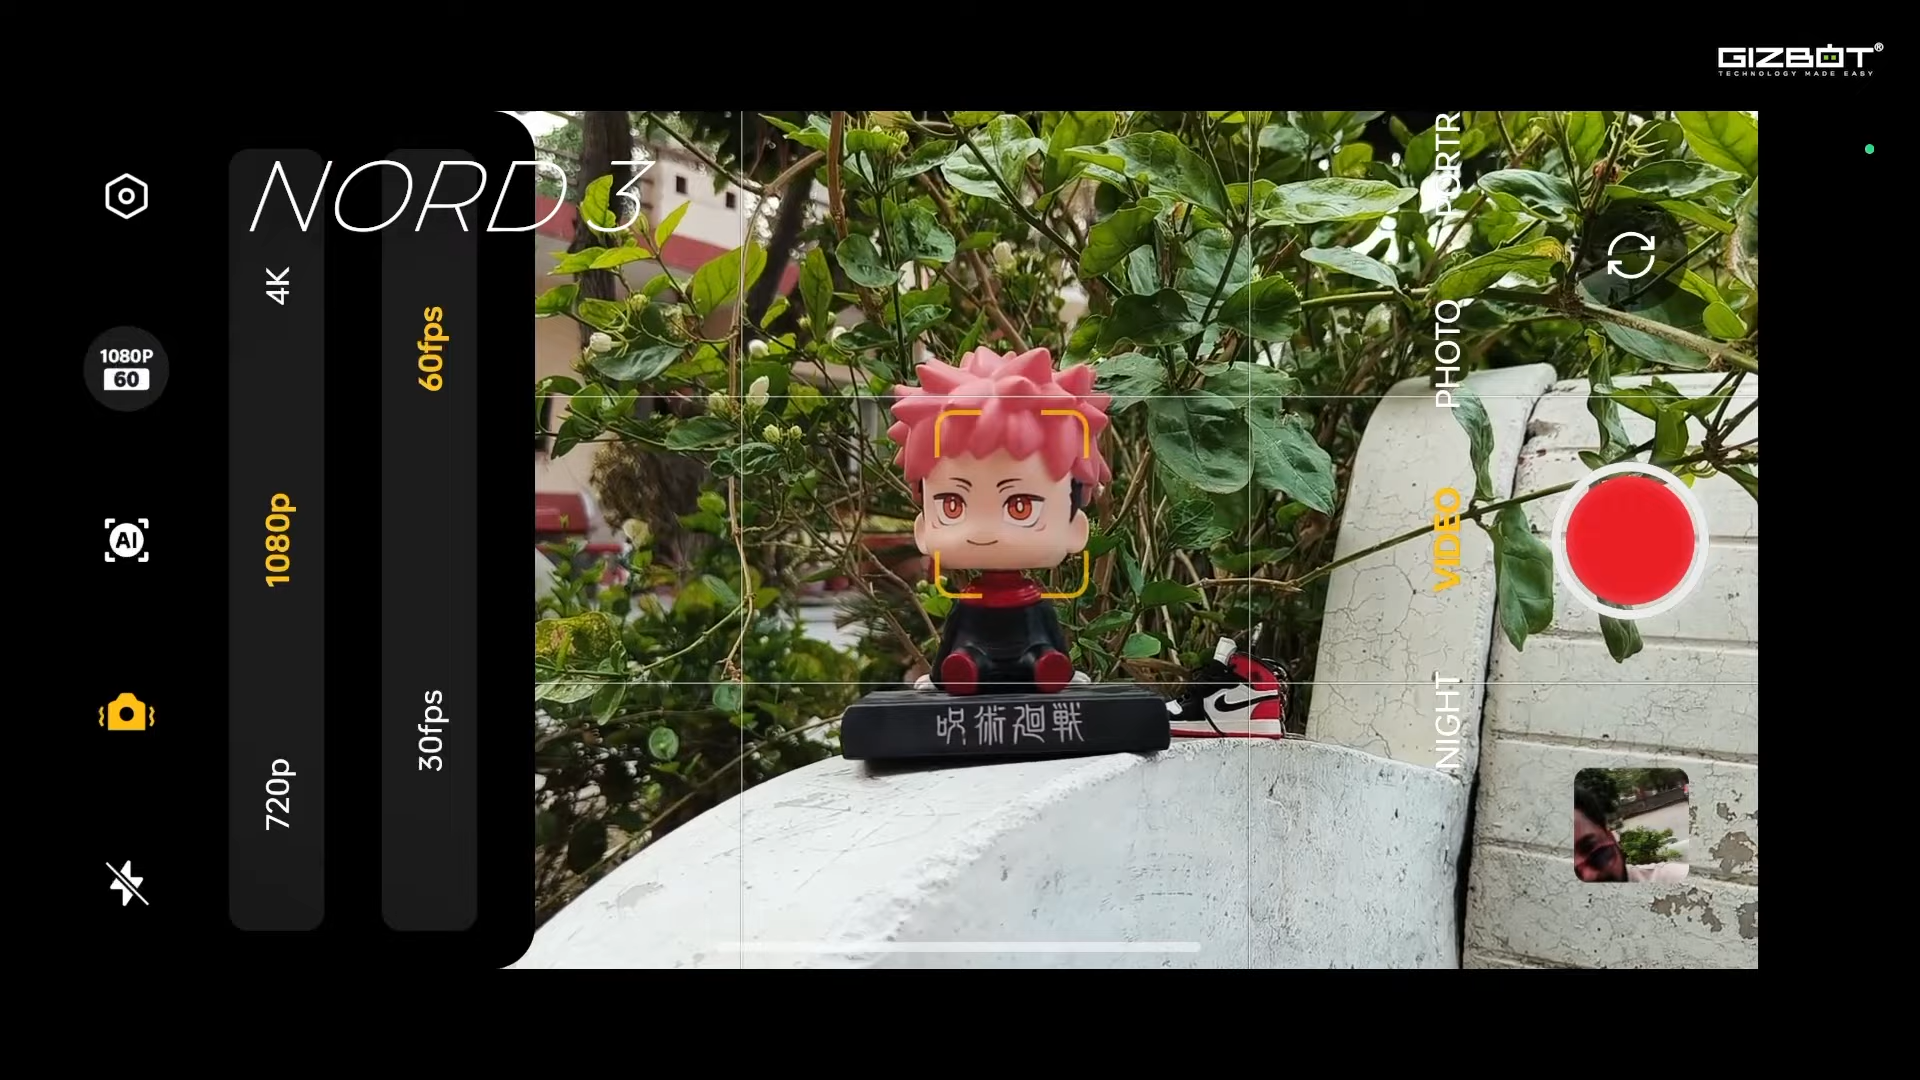 GIZBOT®
TECHNOLOGY MADE EASY
NORD 3
1080P
60
AI
4K
1080p
720p
60fps
30fps
PORTR
PHOTO
VIDEO
NIGHT
呪術廻戦